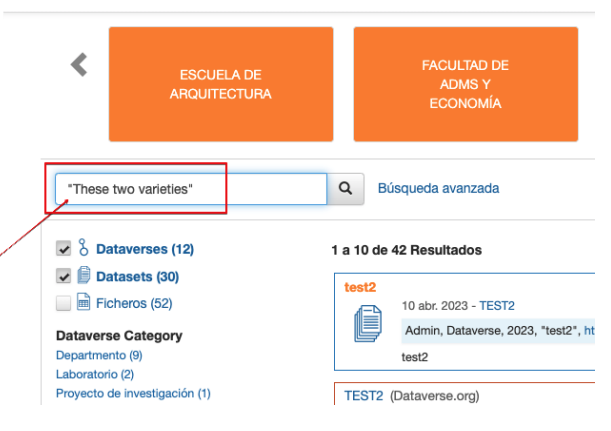 ESCUELA DE
ARQUITECTURA
FACULTAD DE
ADMS Y
ECONOMÍA
"These two varieties"
Búsqueda avanzada
Dataverses (12)
Datasets (30)
Ficheros (52)
Dataverse Category
Departmento (9)
Laboratorio (2)
Proyecto de investigación (1)
1 a 10 de 42 Resultados
test2
10 abr. 2023 - TEST2
Admin, Dataverse, 2023, "test2", ht
test2
TEST2 (Dataverse.org)